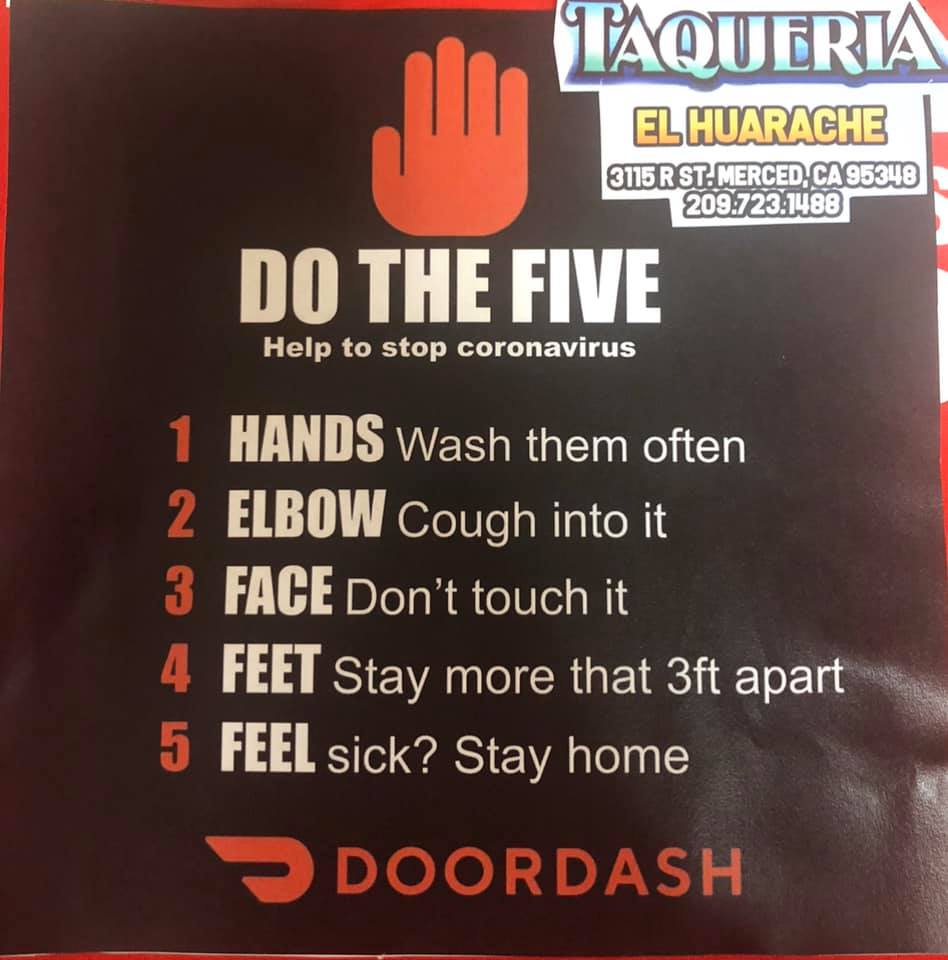 TAQUERIA
EL HUARACHE
3115 R ST. MERCED, CA 95348
209.723.1488
DO THE FIVE
Help to stop coronavirus
1 HANDS Wash them often
2 ELBOW Cough into it
3 FACE Don't touch it
4 FEET Stay more that 3ft apart
5 FEEL sick? Stay home
DOORDASH